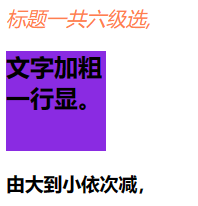 标题一共六级选,
文字加粗
一行显。
由大到小依次减，